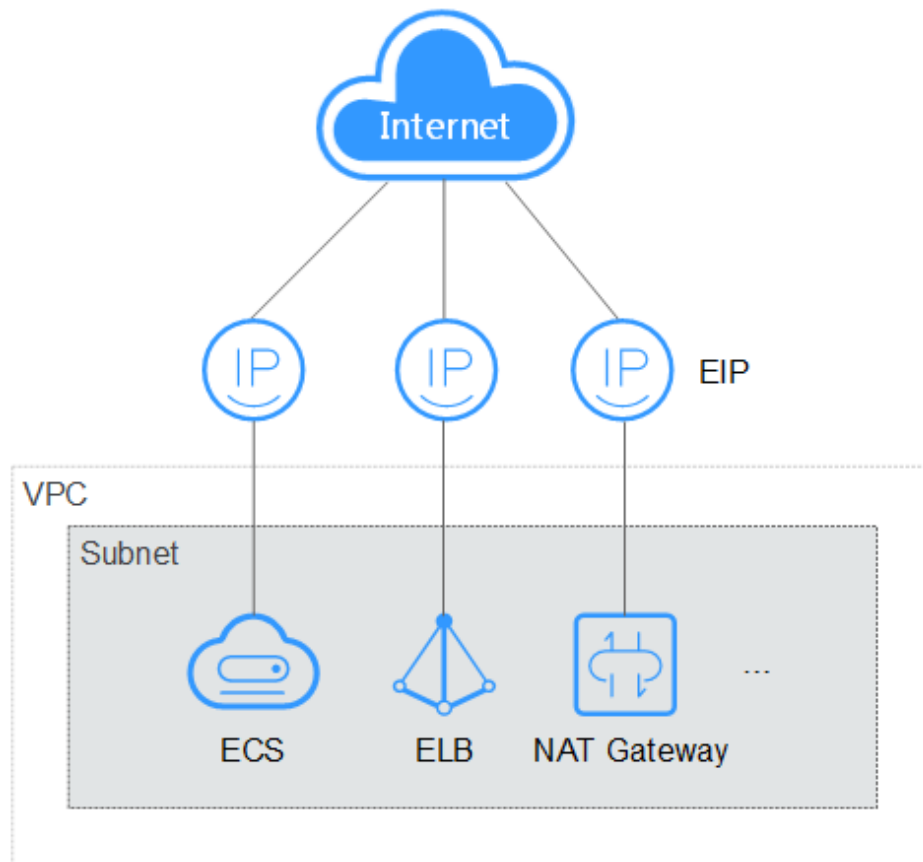 Internet
IP IP IP EIP
VPC
Subnet
...
ECS ELB NAT Gateway